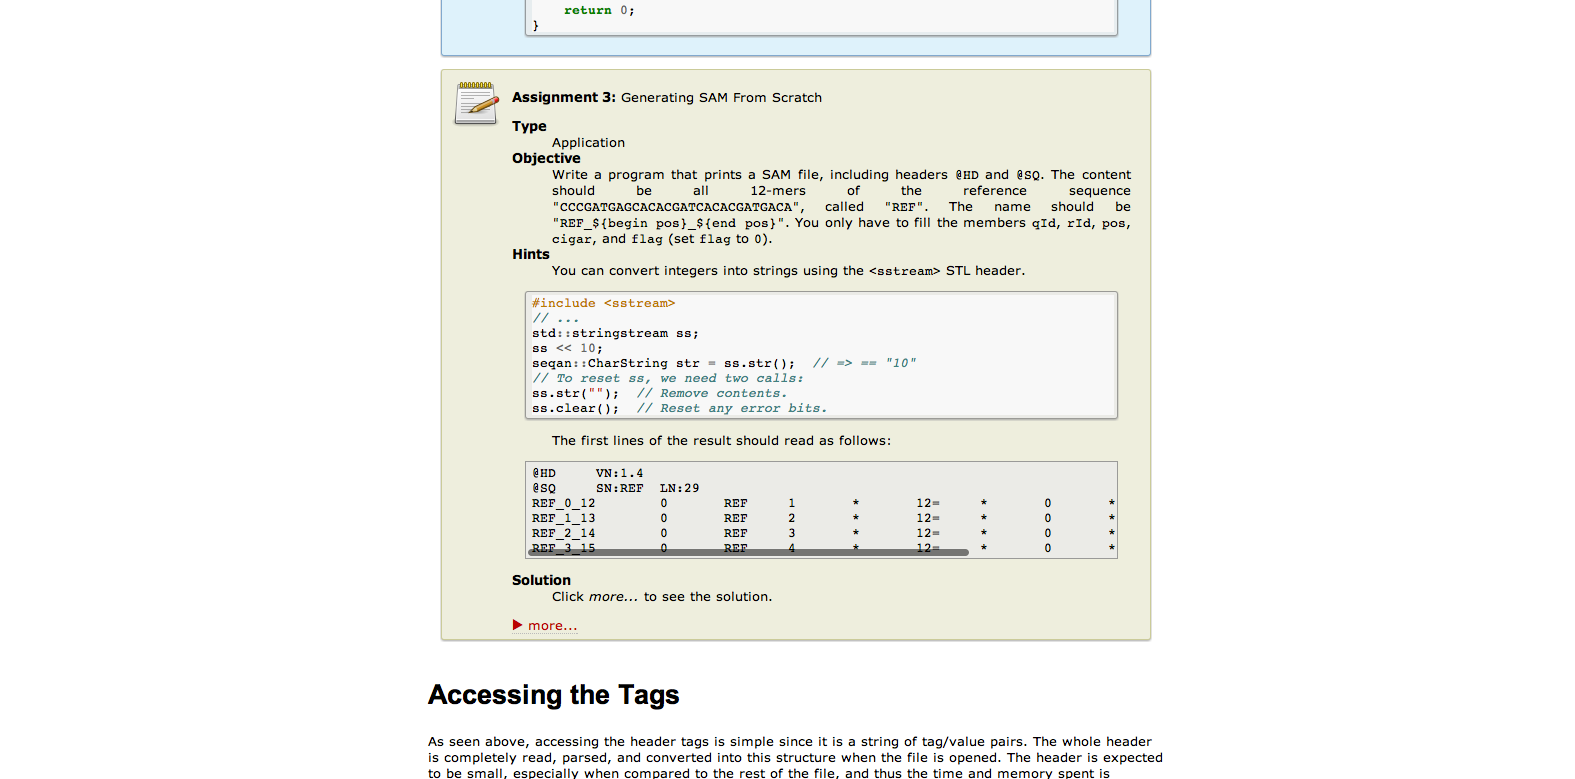 return 0;
}
Assignment 3: Generating SAM From Scratch
Type
Application
Objective
Write a program that prints a SAM file, including headers @HD and @SQ. The content
should be all 12-mers of the reference sequence
"CCCGATGAGCACACGATCACACGATGACA", called "REF". The name should be
"REF_${begin pos}_${end pos}". You only have to fill the members qId, rId, pos,
cigar, and flag (set flag to 0).
Hints
You can convert integers into strings using the <sstream> STL header.
#include <sstream>
// ...
std::stringstream ss;
ss << 10;
seqan::CharString str = ss.str();  // => == "10"
// To reset ss, we need two calls:
ss.str("");  // Remove contents.
ss.clear();  // Reset any error bits.
The first lines of the result should read as follows:
@HD VN:1.4
@SQ SN:REF LN:29
REF_0_12 0 REF 1 * 12= * 0 *
REF_1_13 0 REF 2 * 12= * 0 *
REF_2_14 0 REF 3 * 12= * 0 *
REF_3_15 0 REF 4 * 12= * 0 *
Solution
Click more... to see the solution.
more...
Accessing the Tags
As seen above, accessing the header tags is simple since it is a string of tag/value pairs. The whole header
is completely read, parsed, and converted into this structure when the file is opened. The header is expected
to be small, especially when compared to the rest of the file, and thus the time and memory spent is